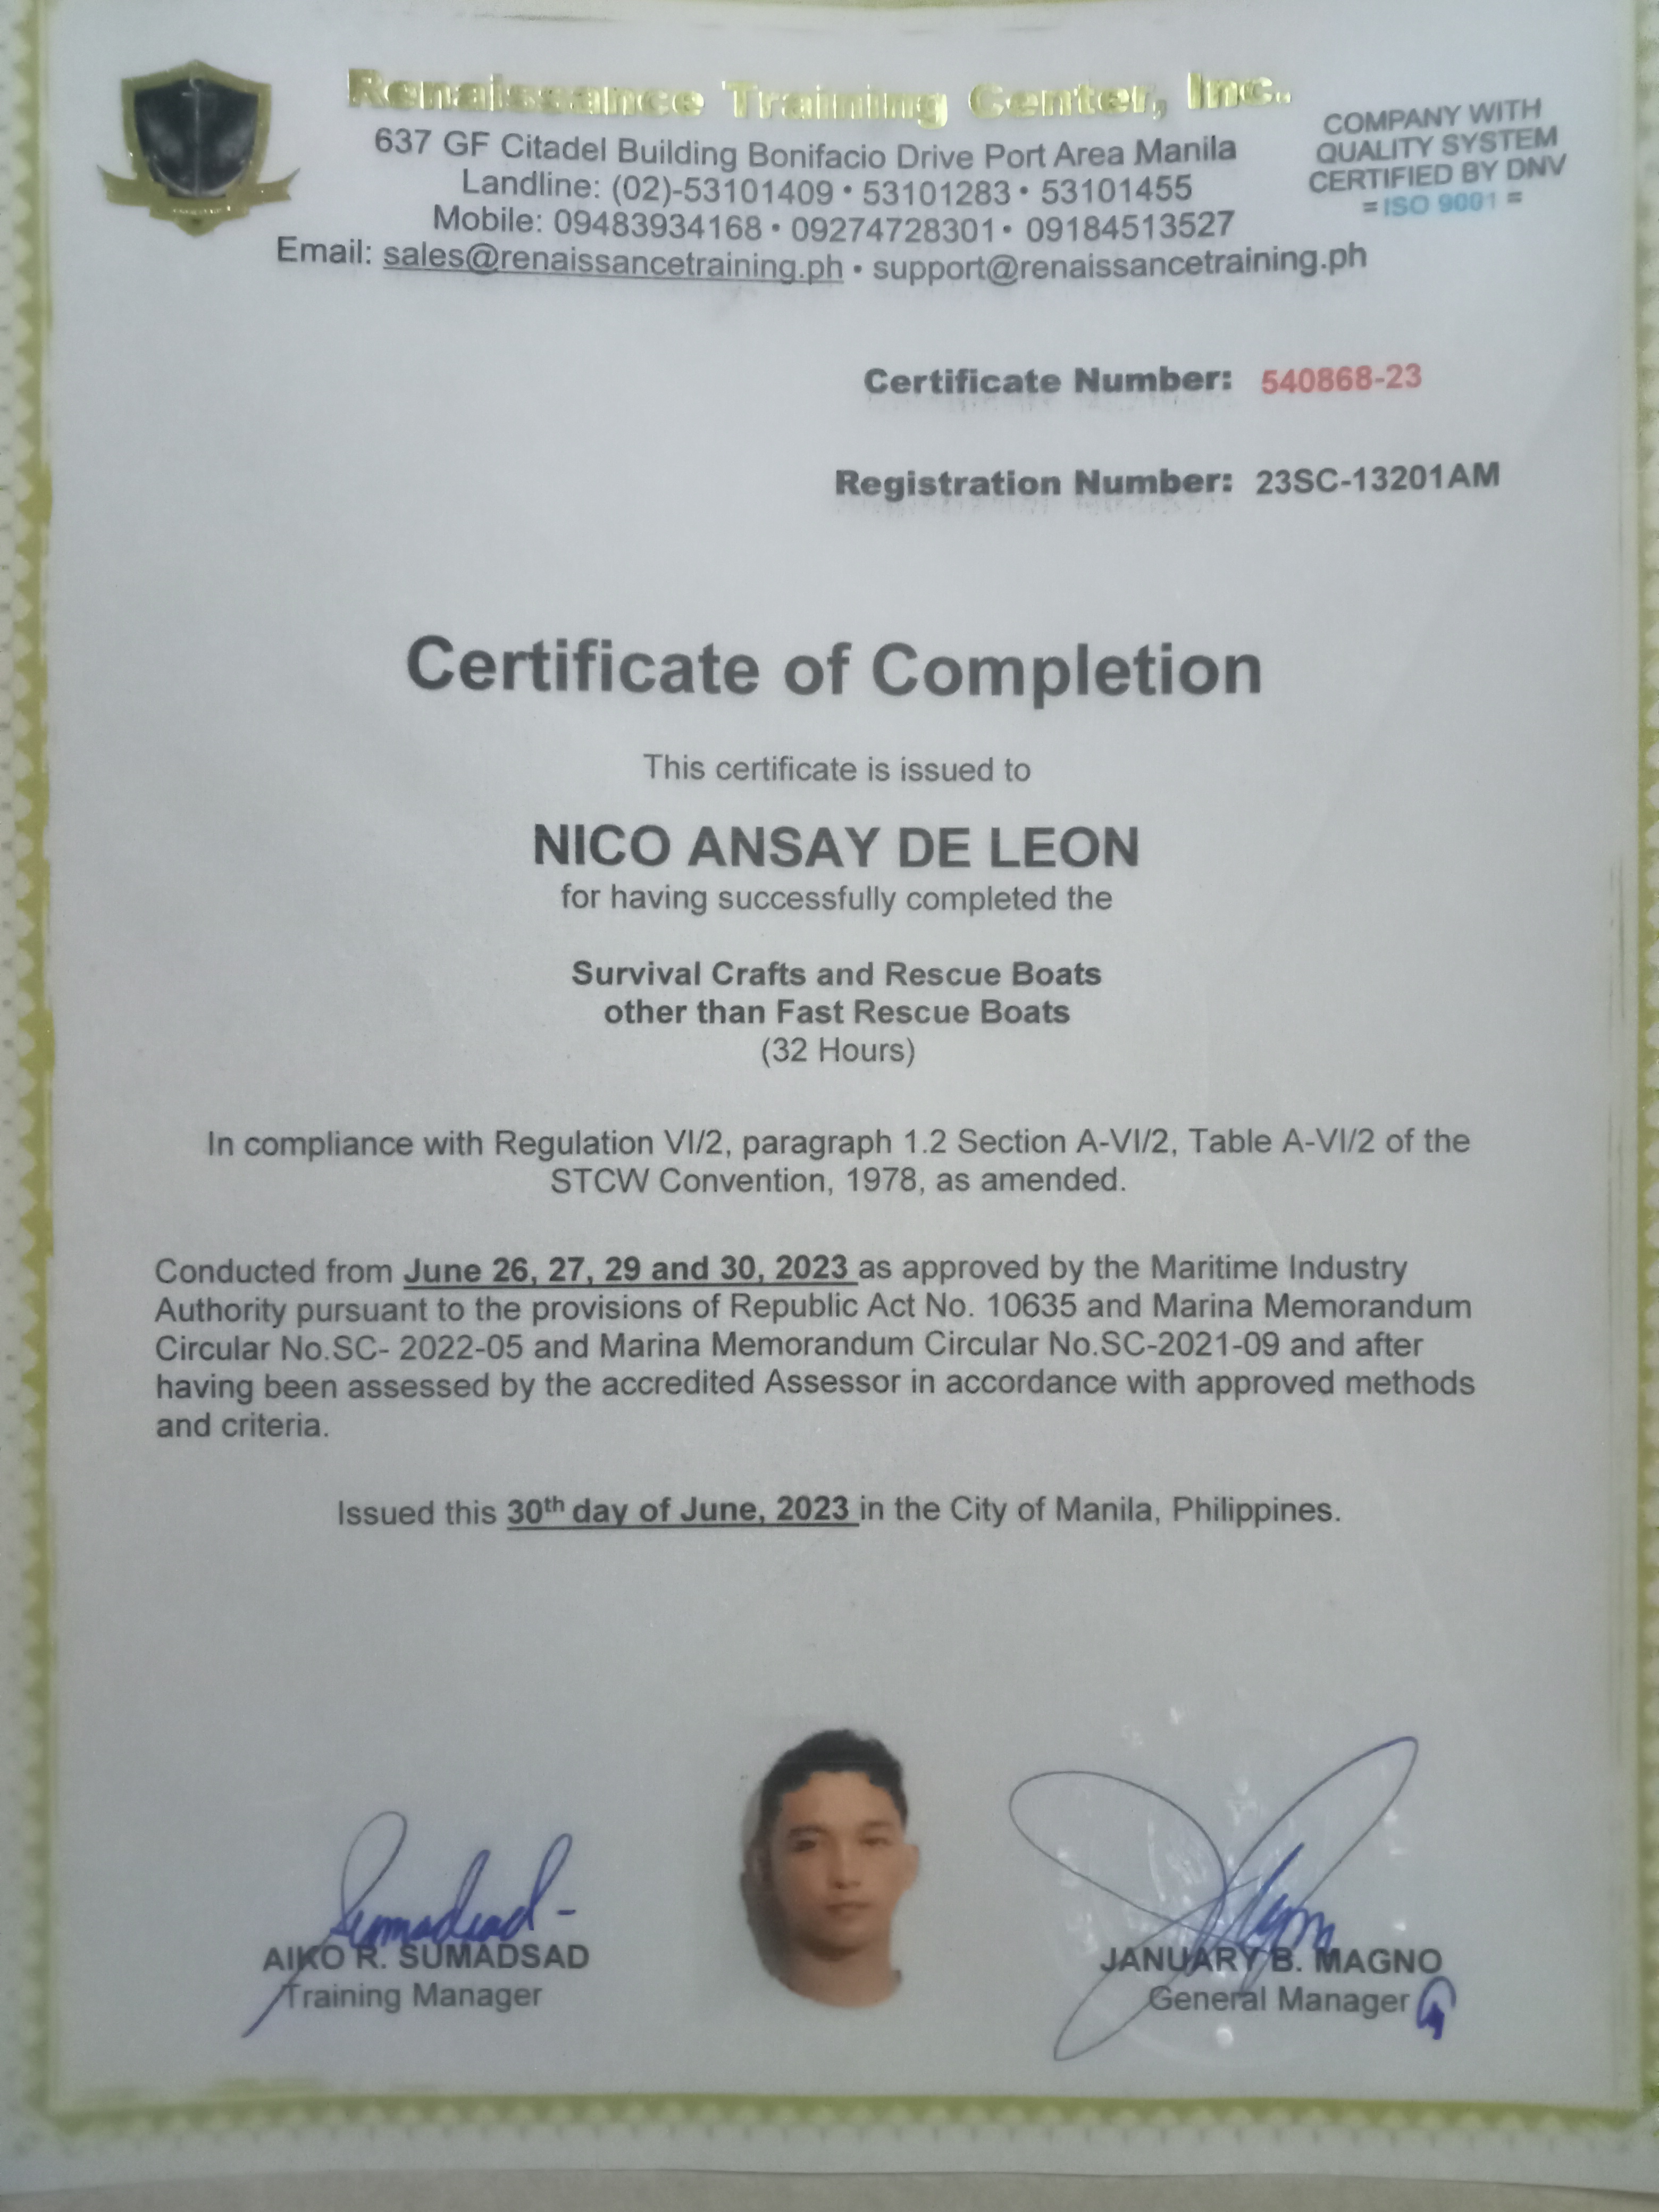 Renaissance Training Center, Inc.
637 GF Citadel Building Bonifacio Drive Port Area Manila
Landline: (02)-53101409 • 53101283 • 53101455
Mobile: 09483934168 • 09274728301 • 09184513527
Email: sales@renaissancetraining.ph • support@renaissancetraining.ph
COMPANY WITH
QUALITY SYSTEM
CERTIFIED BY DNV
= ISO 9001 =
Certificate Number: 540868-23
Registration Number: 23SC-13201AM
Certificate of Completion
This certificate is issued to
NICO ANSAY DE LEON
for having successfully completed the
Survival Crafts and Rescue Boats
other than Fast Rescue Boats
(32 Hours)
In compliance with Regulation VI/2, paragraph 1.2 Section A-VI/2, Table A-VI/2 of the
STCW Convention, 1978, as amended.
Conducted from June 26, 27, 29 and 30, 2023 as approved by the Maritime Industry
Authority pursuant to the provisions of Republic Act No. 10635 and Marina Memorandum
Circular No.SC- 2022-05 and Marina Memorandum Circular No.SC-2021-09 and after
having been assessed by the accredited Assessor in accordance with approved methods
and criteria.
Issued this 30th day of June, 2023 in the City of Manila, Philippines.
Sumadsad
AIKO R. SUMADSAD
Training Manager
JANUARY B. MAGNO
General Manager